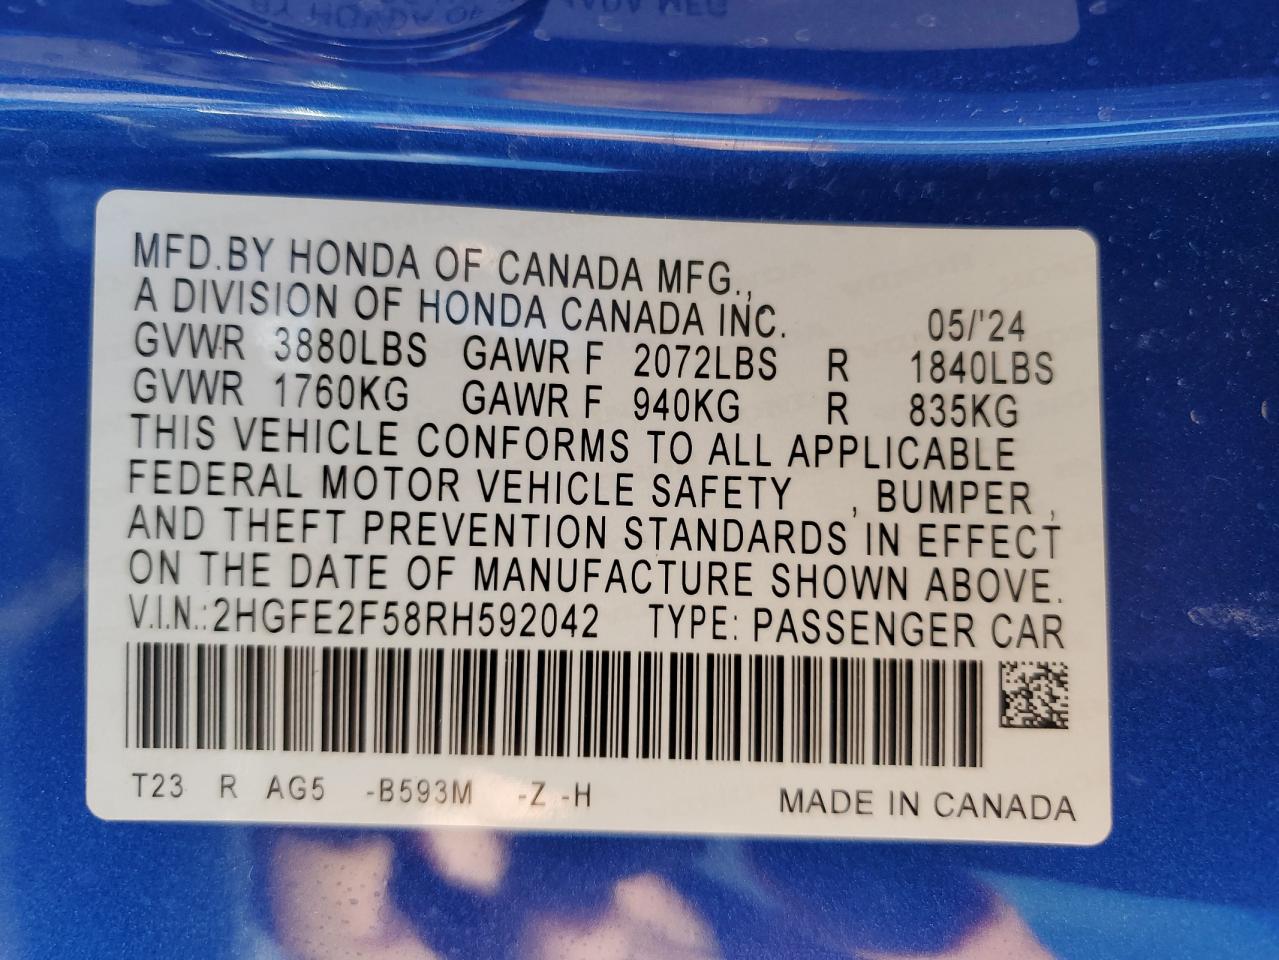 MFD.BY HONDA OF CANADA MFG.,
A DIVISION OF HONDA CANADA INC. 05/'24
GVWR 3880LBS GAWR F 2072LBS R 1840LBS
GVWR 1760KG GAWR F 940KG R 835KG
THIS VEHICLE CONFORMS TO ALL APPLICABLE
FEDERAL MOTOR VEHICLE SAFETY , BUMPER ,
AND THEFT PREVENTION STANDARDS IN EFFECT
ON THE DATE OF MANUFACTURE SHOWN ABOVE.
V.I.N.:2HGFE2F58RH592042 TYPE: PASSENGER CAR
T23 R AG5 -B593M -Z -H MADE IN CANADA